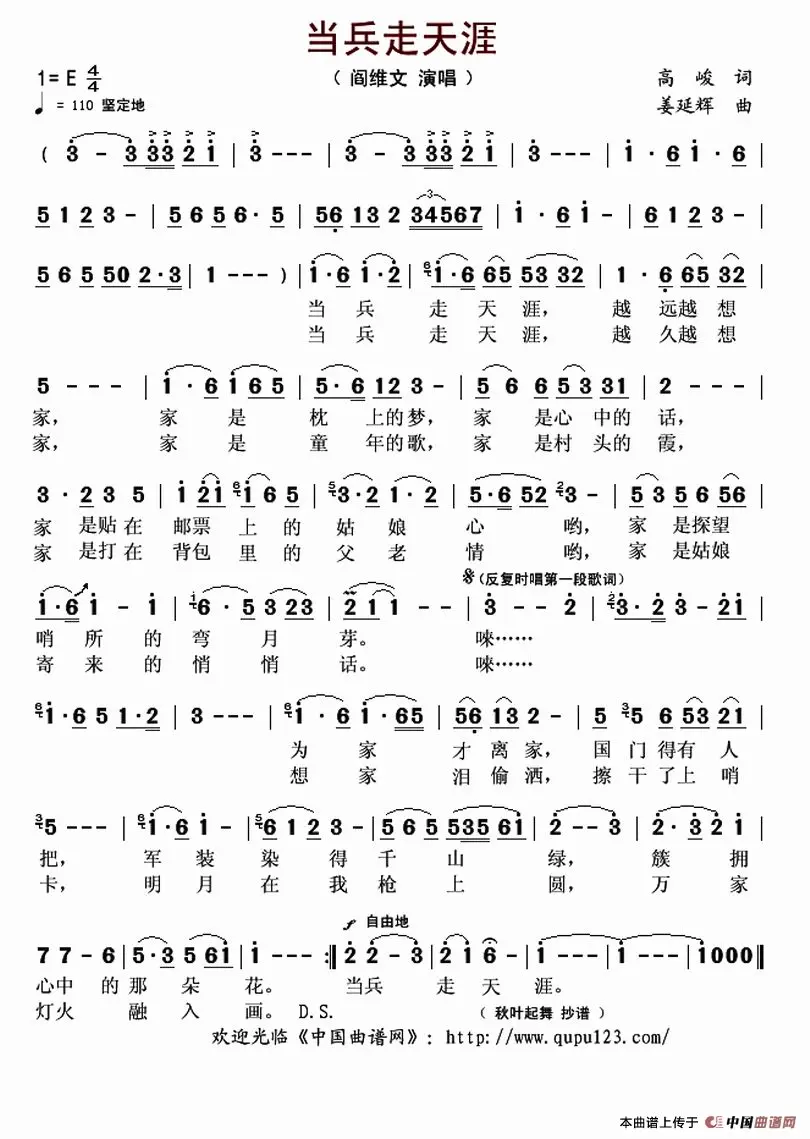 当兵走天涯
1=E 4/4
（阎维文 演唱）
高峻 词
♩= 110 坚定地
姜延辉 曲
( 3 - 3 33 2 1 | 3 - - - | 3 - 3 33 2 1 | 3 - - - | 1 · 6 1 · 6 |
5 1 2 3 - | 5 6 5 6 · 5 | 56 13 2 34567 | 1 · 6 1 - | 6 1 2 3 - |
3
5 6 5 50 2·3 | 1 - - - ) | 1·6 1·2 | 6 1·6 65 53 32 | 1 · 6 65 32 |
当兵走天涯，越远越想
当兵走天涯，越久越想
5 - - - | 1 · 6 1 6 5 | 5·6 12 3 - | 5 6 6 5 3 31 | 2 - - - |
家，家是枕上的梦，家是心中的话，
家，家是童年的歌，家是村头的霞，
3 · 2 3 5 | 1 21 6 1 6 5 | 5 3·2 1·2 | 5·6 52 2 3 - | 5 3 5 6 56 |
家是贴在邮票上的姑娘心哟，家是探望
家是打在背包里的父老情哟，家是姑娘
𝄋(反复时唱第一段歌词)
1·6 1 - 1 | 1 6 · 5 3 23 | 2 1 1 - | 3 - - 2 | 2 3·2 3 - 21 |
哨所的弯月芽。唻……
寄来的悄悄话。唻……
6 1·6 5 1·2 | 3 - - - | 6 1 · 6 1·65 | 56 13 2 - | 5 3 5 6 53 21 |
为家才离家，国门得有人
想家泪偷洒，擦干了上哨
3 5 - - - | 6 1·6 1 - | 5 6 1 2 3 | 5 6 5 535 61 | 2 - - 3 | 2·3 2 1 |
把，军装染得千山绿，簇拥
卡，明月在我枪上圆，万家
f 自由地
7 7 - 6 | 5·3 5 61 | 1 - - - :‖ 2 2 - 3 | 2 1 6 - | 1 - - - | 1 - - - | 1000 ‖
心中的那朵花。当兵走天涯。
灯火融入画。D.S.（秋叶起舞 抄谱）
欢迎光临《中国曲谱网》：http://www.qupu123.com/
本曲谱上传于 中国曲谱网